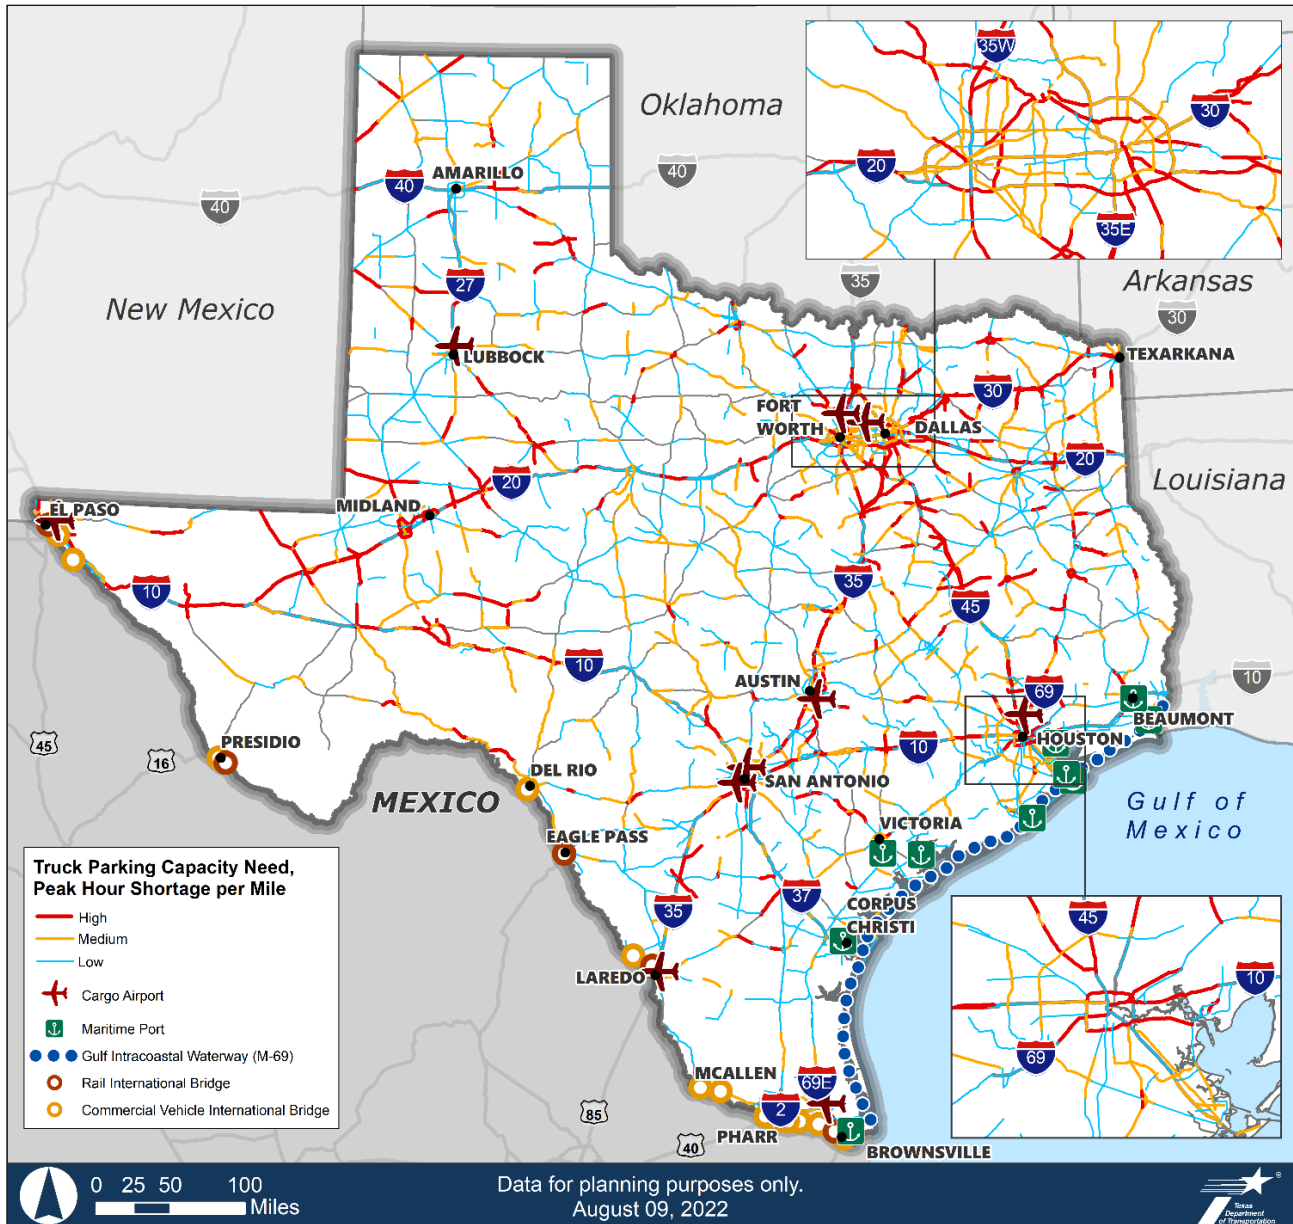 Oklahoma
New Mexico
Arkansas
Louisiana
MEXICO
Gulf of
Mexico
35W
30
20
35E
40
40
40
AMARILLO
27
LUBBOCK
35
30
TEXARKANA
30
FORT
WORTH
DALLAS
20
20
MIDLAND
EL PASO
10
35
45
10
AUSTIN
69
10
BEAUMONT
HOUSTON
10
SAN ANTONIO
45
16
PRESIDIO
DEL RIO
EAGLE PASS
VICTORIA
37
CORPUS
CHRISTI
35
LAREDO
MCALLEN
69E
2
PHARR
BROWNSVILLE
85
40
45
10
69
Truck Parking Capacity Need,
Peak Hour Shortage per Mile
High
Medium
Low
Cargo Airport
Maritime Port
Gulf Intracoastal Waterway (M-69)
Rail International Bridge
Commercial Vehicle International Bridge
0 25 50 100
Miles
Data for planning purposes only.
August 09, 2022
Texas
Department
of Transportation